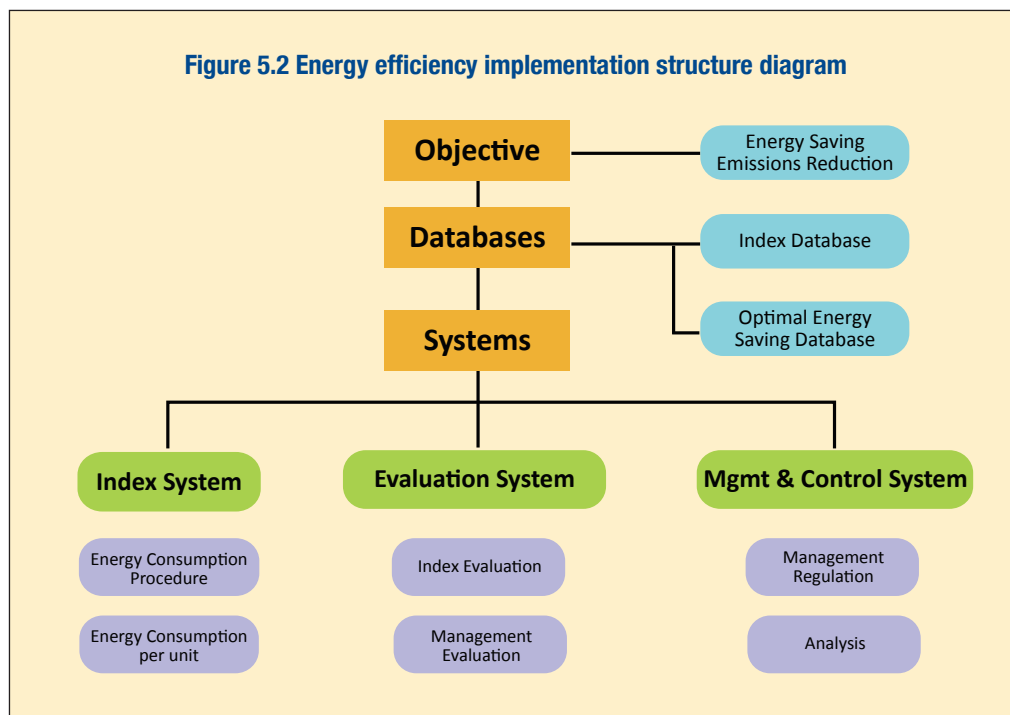 Figure 5.2 Energy efficiency implementation structure diagram
Objective
Energy Saving
Emissions Reduction
Databases
Index Database
Optimal Energy
Saving Database
Systems
Index System
Evaluation System
Mgmt & Control System
Energy Consumption
Procedure
Index Evaluation
Management
Regulation
Energy Consumption
per unit
Management
Evaluation
Analysis